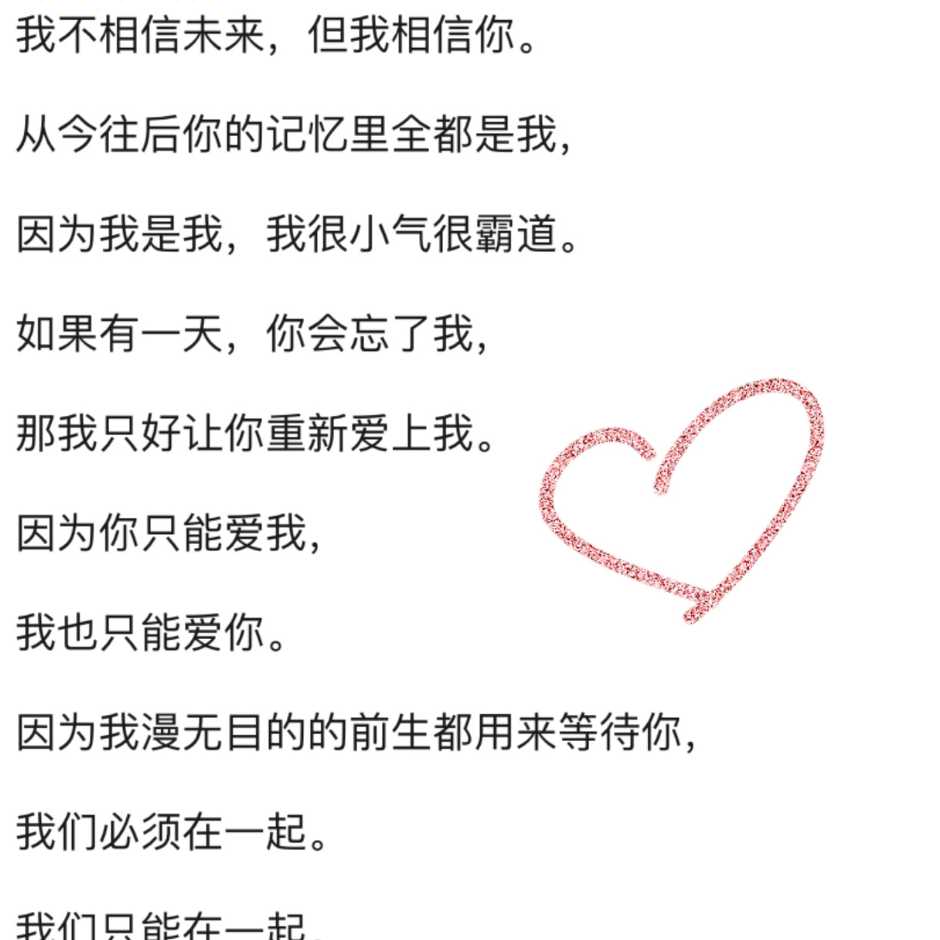 我不相信未来，但我相信你。
从今往后你的记忆里全都是我，
因为我是我，我很小气很霸道。
如果有一天，你会忘了我，
那我只好让你重新爱上我。
因为你只能爱我，
我也只能爱你。
因为我漫无目的的前生都用来等待你，
我们必须在一起。
我们只能在一起。